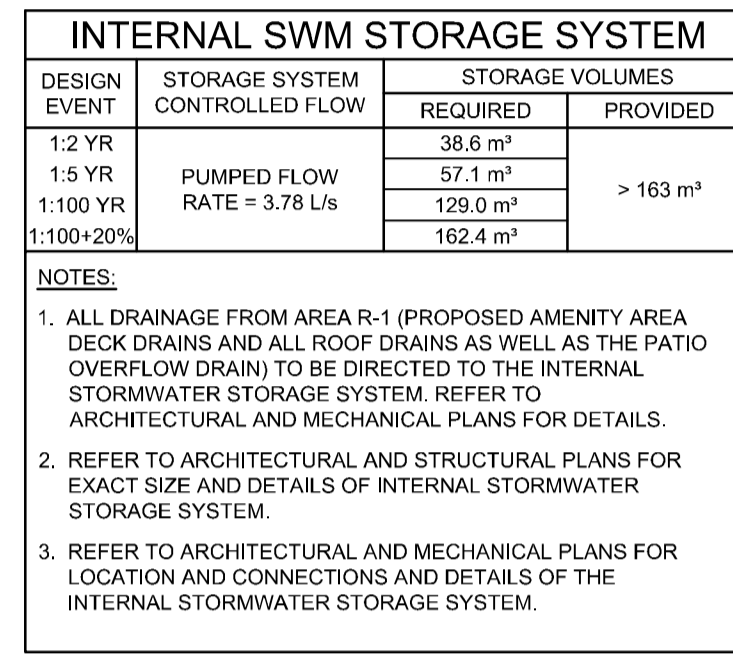 INTERNAL SWM STORAGE SYSTEM
DESIGN EVENT
STORAGE SYSTEM CONTROLLED FLOW
STORAGE VOLUMES
REQUIRED
PROVIDED
1:2 YR
38.6 m³
1:5 YR
57.1 m³
1:100 YR
129.0 m³
1:100+20%
162.4 m³
PUMPED FLOW
RATE = 3.78 L/s
> 163 m³
NOTES:
1. ALL DRAINAGE FROM AREA R-1 (PROPOSED AMENITY AREA
DECK DRAINS AND ALL ROOF DRAINS AS WELL AS THE PATIO
OVERFLOW DRAIN) TO BE DIRECTED TO THE INTERNAL
STORMWATER STORAGE SYSTEM. REFER TO
ARCHITECTURAL AND MECHANICAL PLANS FOR DETAILS.
2. REFER TO ARCHITECTURAL AND STRUCTURAL PLANS FOR
EXACT SIZE AND DETAILS OF INTERNAL STORMWATER
STORAGE SYSTEM.
3. REFER TO ARCHITECTURAL AND MECHANICAL PLANS FOR
LOCATION AND CONNECTIONS AND DETAILS OF THE
INTERNAL STORMWATER STORAGE SYSTEM.